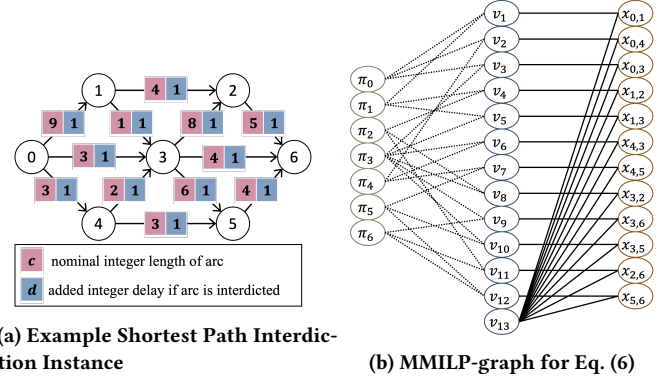 1
4 1
2
9 1
1 1
8 1
5 1
0
3 1
3
4 1
6
3 1
2 1
6 1
4 1
4
3 1
5
c nominal integer length of arc
d added integer delay if arc is interdicted
(a) Example Shortest Path Interdic-
tion Instance
π0
π1
π2
π3
π4
π5
π6
v1
v2
v3
v4
v5
v6
v7
v8
v9
v10
v11
v12
v13
x0,1
x0,4
x0,3
x1,2
x1,3
x4,3
x4,5
x3,2
x3,6
x3,5
x2,6
x5,6
(b) MMILP-graph for Eq. (6)